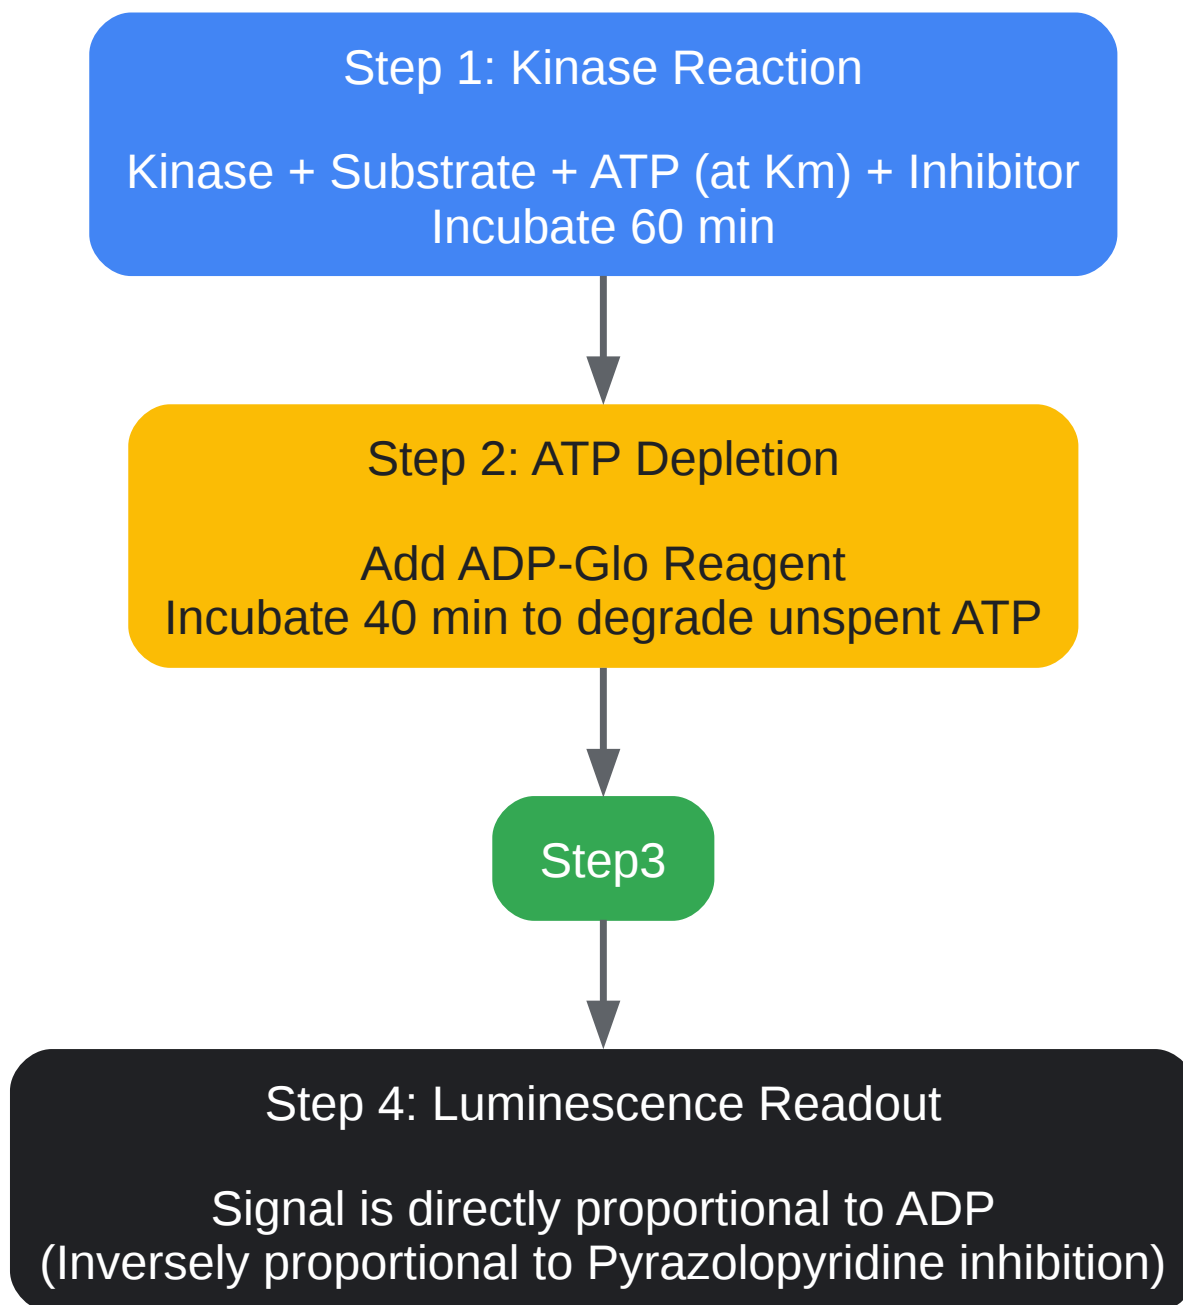 Step 1: Kinase Reaction
Kinase + Substrate + ATP (at Km) + Inhibitor
Incubate 60 min
Step 2: ATP Depletion
Add ADP-Glo Reagent
Incubate 40 min to degrade unspent ATP
Step3
Step 4: Luminescence Readout
Signal is directly proportional to ADP
(Inversely proportional to Pyrazolopyridine inhibition)